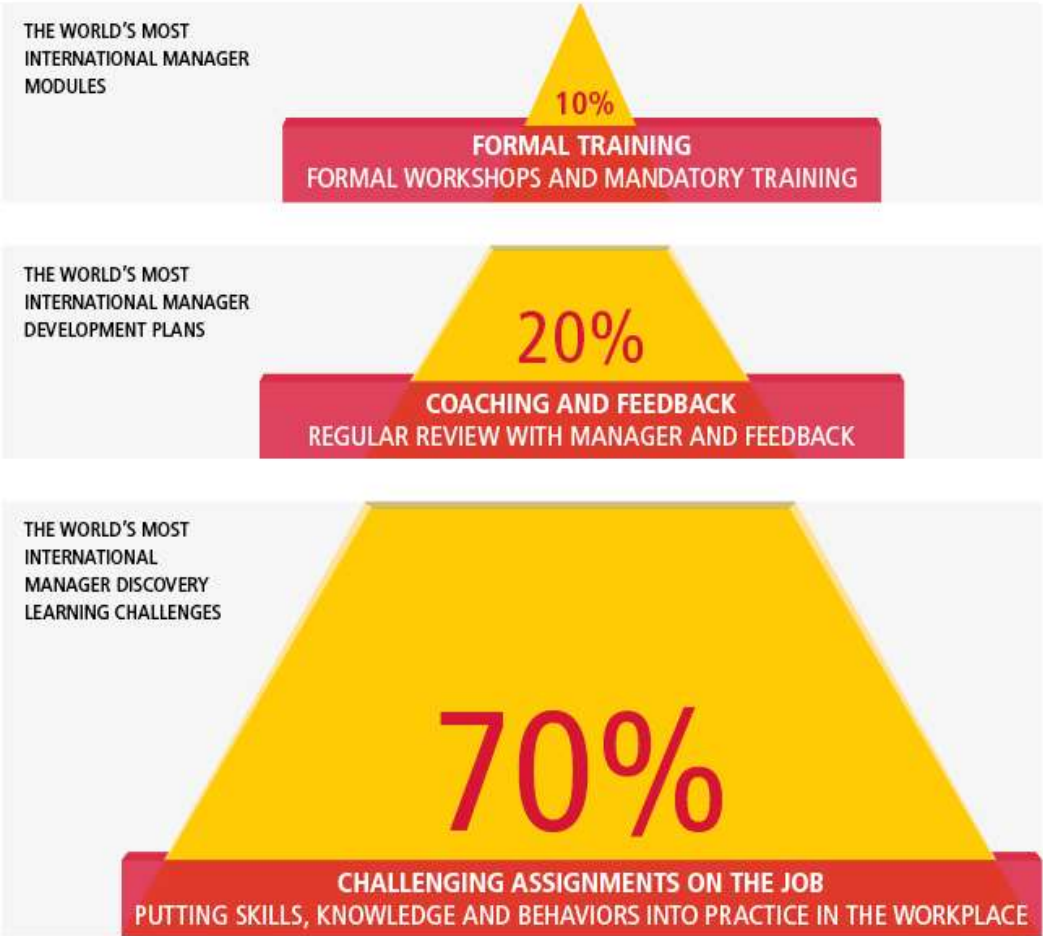 THE WORLD'S MOST
INTERNATIONAL MANAGER
MODULES
10%
FORMAL TRAINING
FORMAL WORKSHOPS AND MANDATORY TRAINING
THE WORLD'S MOST
INTERNATIONAL MANAGER
DEVELOPMENT PLANS
20%
COACHING AND FEEDBACK
REGULAR REVIEW WITH MANAGER AND FEEDBACK
THE WORLD'S MOST
INTERNATIONAL
MANAGER DISCOVERY
LEARNING CHALLENGES
70%
CHALLENGING ASSIGNMENTS ON THE JOB
PUTTING SKILLS, KNOWLEDGE AND BEHAVIORS INTO PRACTICE IN THE WORKPLACE